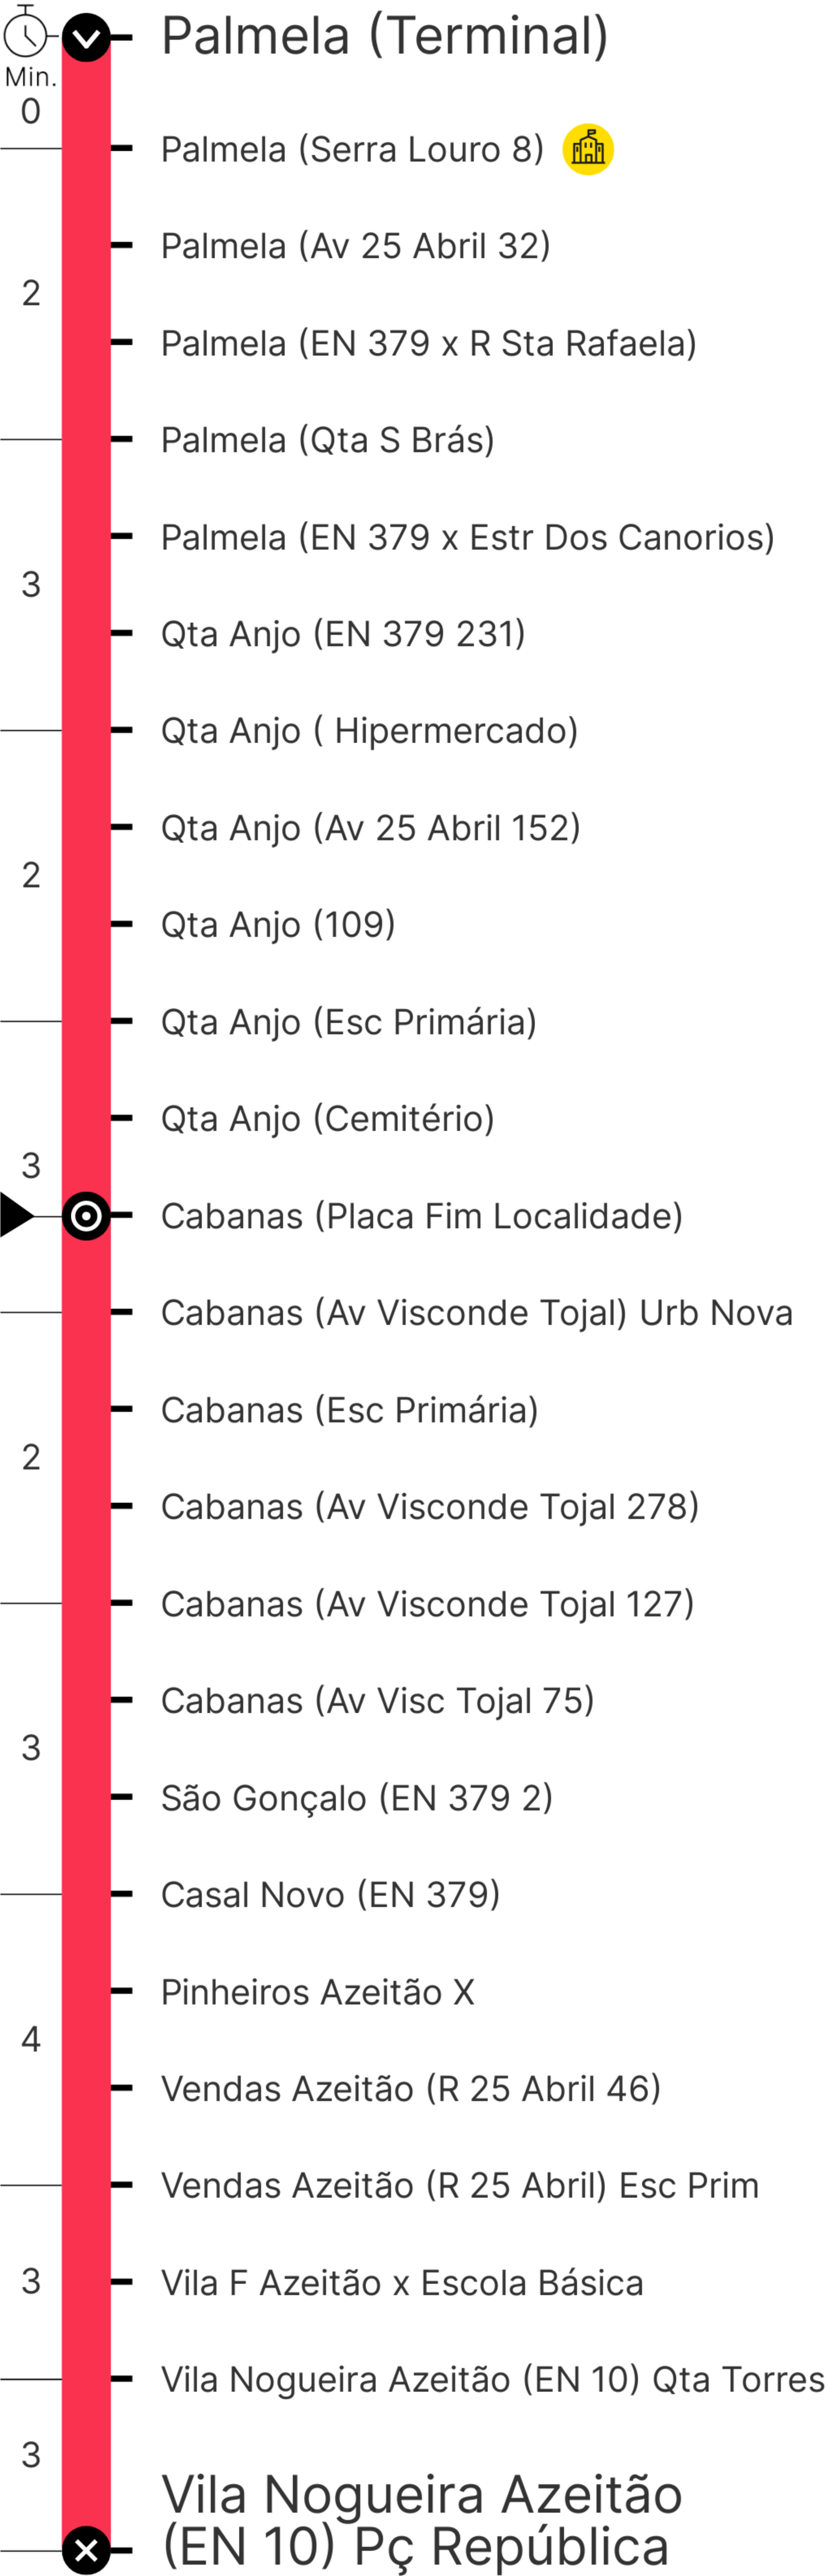 Palmela (Terminal)
Min.
0
Palmela (Serra Louro 8)
Palmela (Av 25 Abril 32)
2
Palmela (EN 379 x R Sta Rafaela)
Palmela (Qta S Brás)
Palmela (EN 379 x Estr Dos Canorios)
3
Qta Anjo (EN 379 231)
Qta Anjo ( Hipermercado)
Qta Anjo (Av 25 Abril 152)
2
Qta Anjo (109)
Qta Anjo (Esc Primária)
Qta Anjo (Cemitério)
3
Cabanas (Placa Fim Localidade)
Cabanas (Av Visconde Tojal) Urb Nova
Cabanas (Esc Primária)
2
Cabanas (Av Visconde Tojal 278)
Cabanas (Av Visconde Tojal 127)
Cabanas (Av Visc Tojal 75)
3
São Gonçalo (EN 379 2)
Casal Novo (EN 379)
Pinheiros Azeitão X
4
Vendas Azeitão (R 25 Abril 46)
Vendas Azeitão (R 25 Abril) Esc Prim
3
Vila F Azeitão x Escola Básica
Vila Nogueira Azeitão (EN 10) Qta Torres
3
Vila Nogueira Azeitão
(EN 10) Pç República